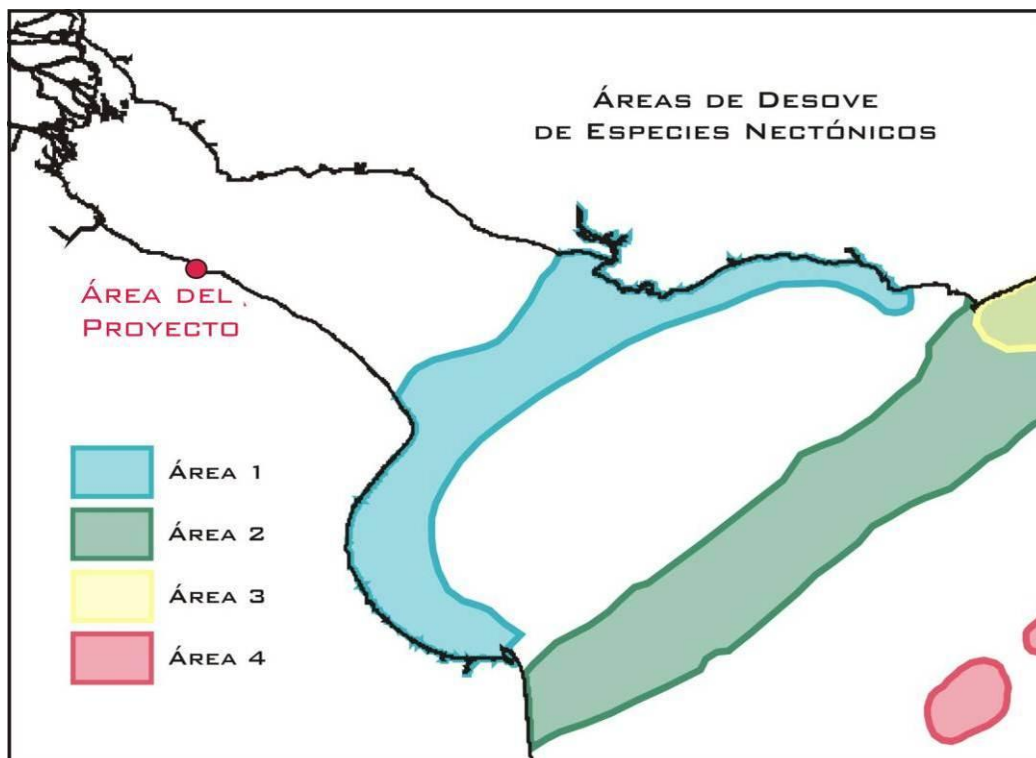 ÁREAS DE DESOVE
DE ESPECIES NECTÓNICOS
ÁREA DEL
PROYECTO
ÁREA 1
ÁREA 2
ÁREA 3
ÁREA 4